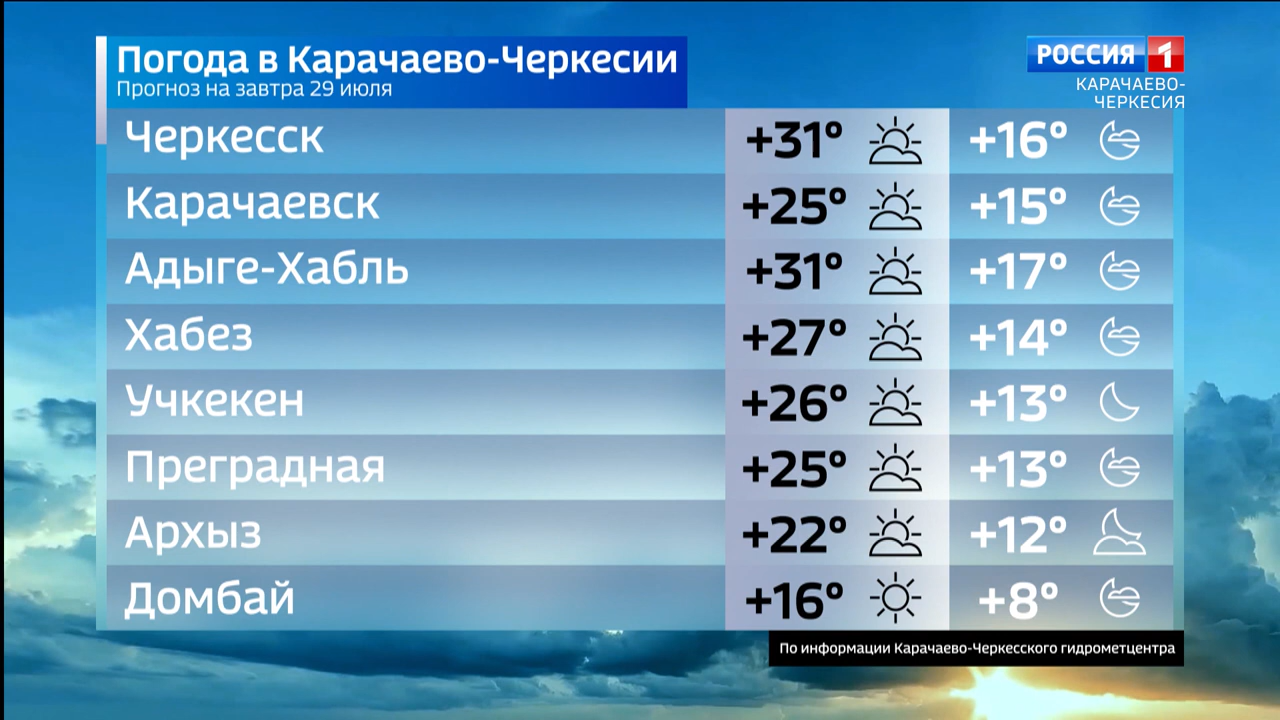 Погода в Карачаево-Черкесии
Прогноз на завтра 29 июля
РОССИЯ 1
КАРАЧАЕВО-
ЧЕРКЕСИЯ
Черкесск +31° +16°
Карачаевск +25° +15°
Адыге-Хабль +31° +17°
Хабез +27° +14°
Учкекен +26° +13°
Преградная +25° +13°
Архыз +22° +12°
Домбай +16° +8°
По информации Карачаево-Черкесского гидрометцентра